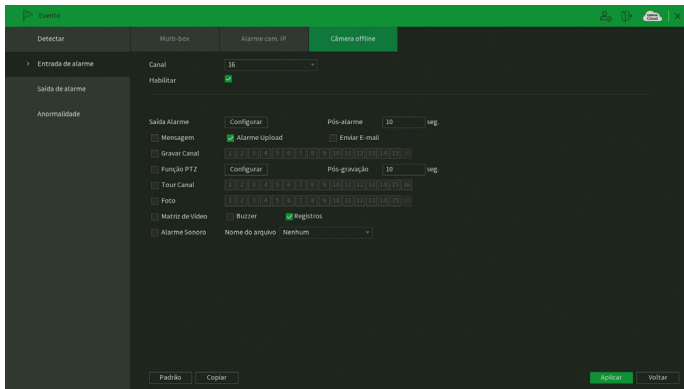 Evento
Detectar
Multi-box
Alarme cam. IP
Câmera offline
Entrada de alarme
Saída de alarme
Anormalidade
Canal 16
Habilitar
Saída Alarme Configurar Pós-alarme 10 seg.
Mensagem Alarme Upload Enviar E-mail
Gravar Canal 1 2 3 4 5 6 7 8 9 10 11 12 13 14 15 16
Função PTZ Configurar Pós-gravação 10 seg.
Tour Canal 1 2 3 4 5 6 7 8 9 10 11 12 13 14 15 16
Foto 1 2 3 4 5 6 7 8 9 10 11 12 13 14 15 16
Matriz de Vídeo Buzzer Registros
Alarme Sonoro Nome do arquivo Nenhum
Padrão Copiar Aplicar Voltar